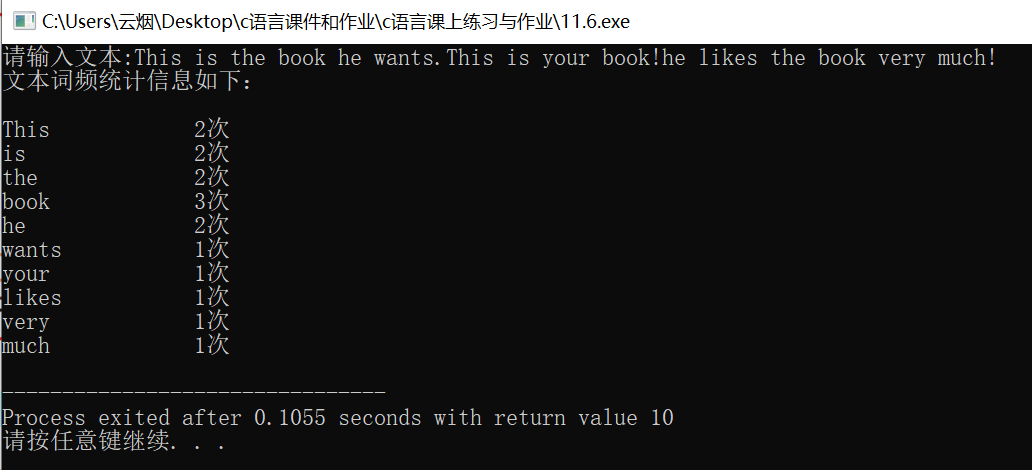 C:\Users\云烟\Desktop\c语言课件和作业\c语言课上练习与作业\11.6.exe
请输入文本:This is the book he wants.This is your book!he likes the book very much!
文本词频统计信息如下:
This 2次
is 2次
the 2次
book 3次
he 2次
wants 1次
your 1次
likes 1次
very 1次
much 1次
--------------------------------
Process exited after 0.1055 seconds with return value 10
请按任意键继续. . .